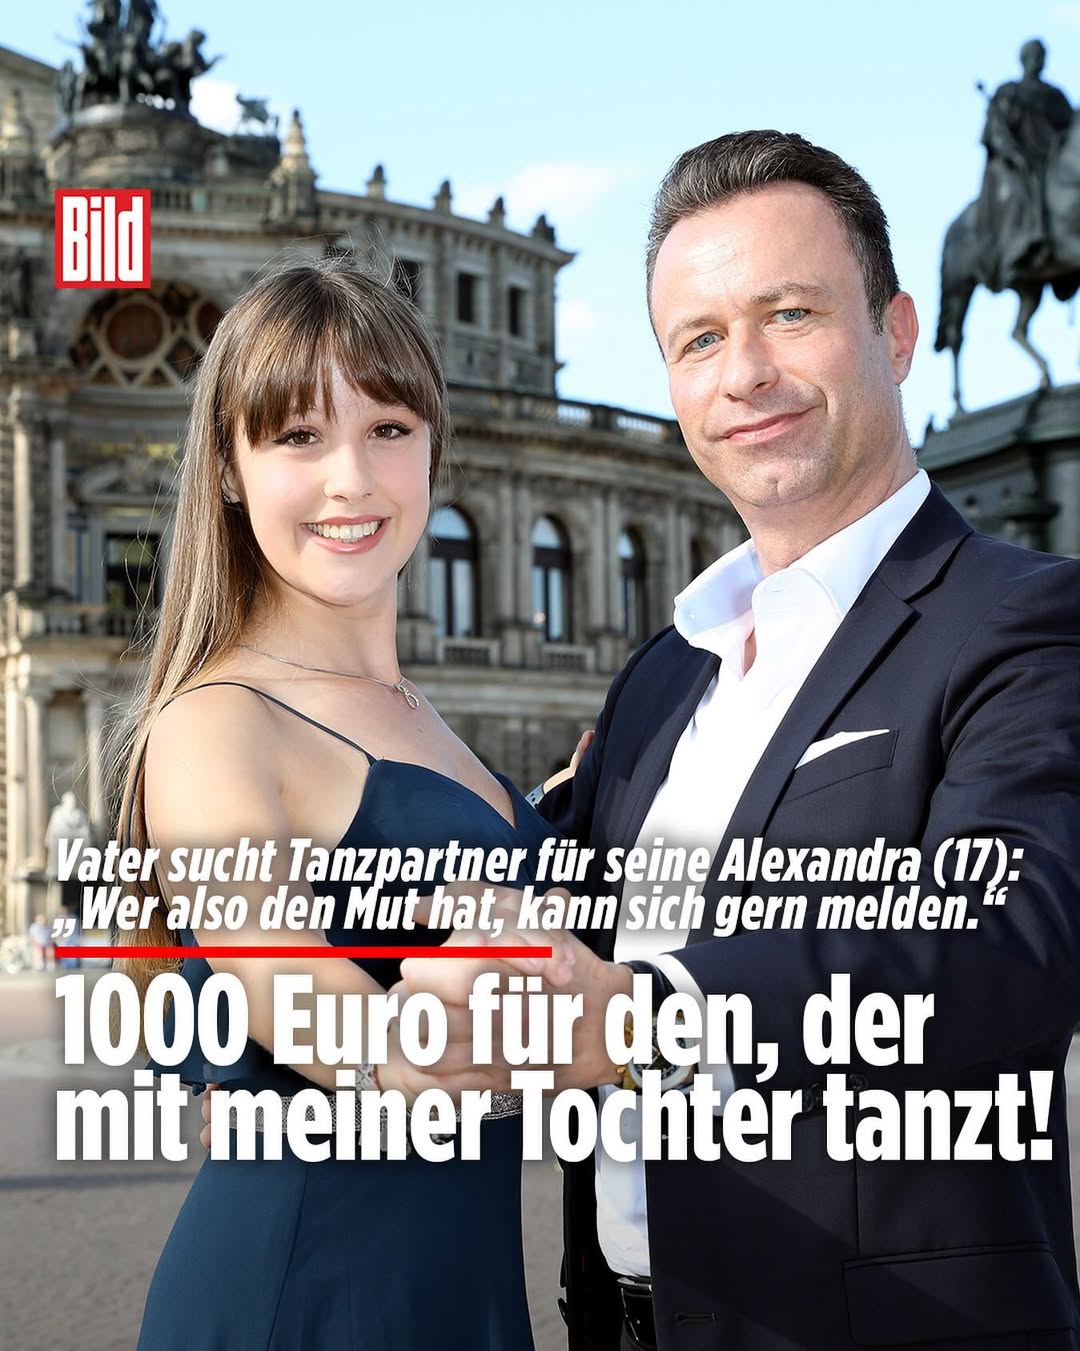 Bild
Vater sucht Tanzpartner für seine Alexandra (17):
„Wer also den Mut hat, kann sich gern melden.“
1000 Euro für den, der
mit meiner Tochter tanzt!